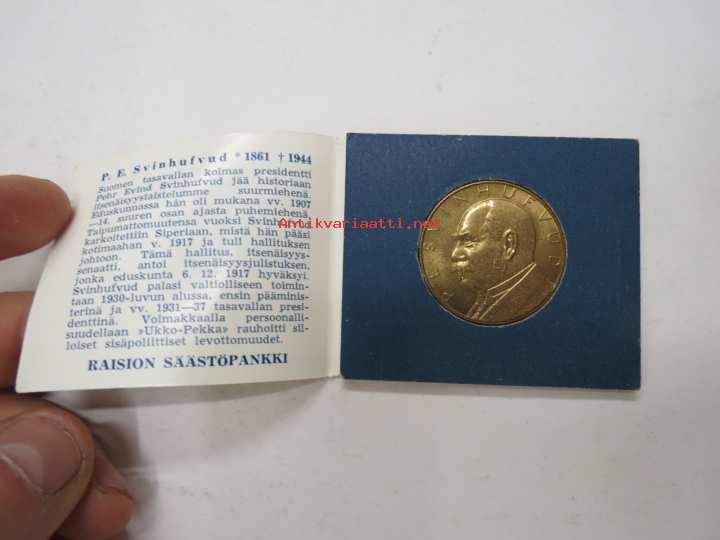 P. E. Svinhufvud * 1861 † 1944
Suomen tasavallan kolmas presidentti
Pehr Evind Svinhufvud jää historiaan
itsenäisyystaistelumme suurmiehenä.
Eduskunnassa hän oli mukana vv. 1907
—14, suuren osan ajasta puhemiehenä.
Taipumattomuutensa vuoksi Svinhufvud
karkoitettiin Siperiaan, mistä hän pääsi
kotimaahan v. 1917 ja tuli hallituksen
johtoon. Tämä hallitus, itsenäisyys-
senaatti, antoi itsenäisyysjulistuksen,
jonka eduskunta 6. 12. 1917 hyväksyi.
Svinhufvud palasi valtiolliseen toimin-
taan 1930-luvun alussa, ensin pääminis-
terinä ja vv. 1931—37 tasavallan presi-
denttinä. Voimakkaalla persoonalli-
suudellaan »Ukko-Pekka» rauhoitti sil-
loiset sisäpoliittiset levottomuudet.
RAISION SÄÄSTÖPANKKI
P.E.SVINHUFVUD
Antikvariaatti.net